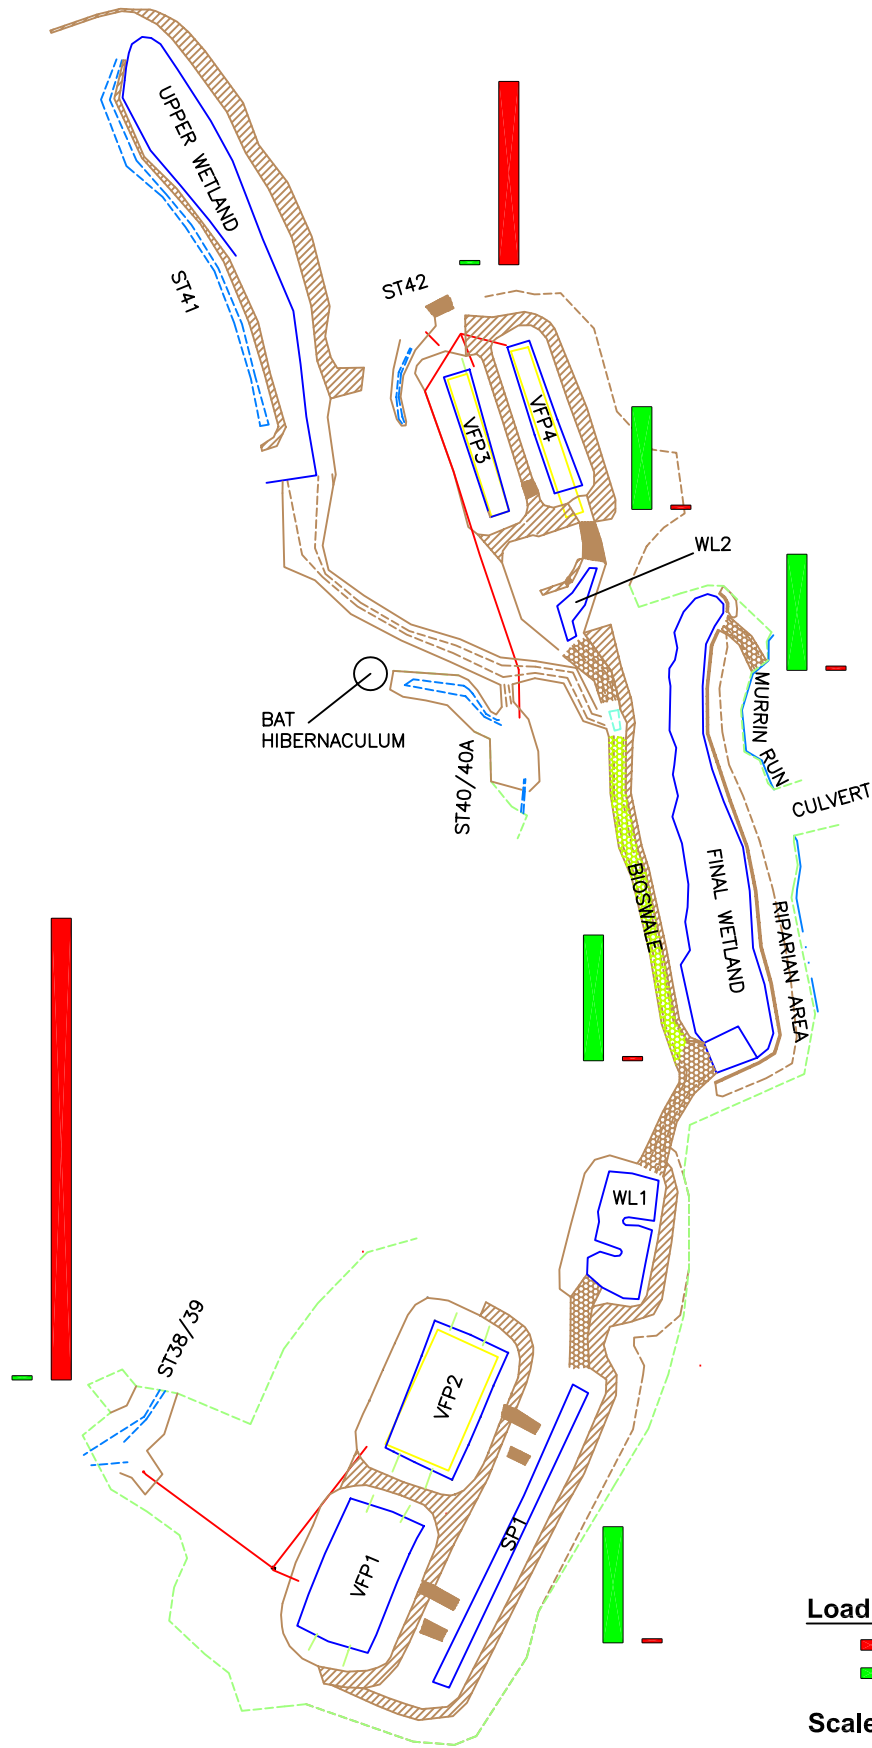 UPPER WETLAND
ST41
ST42
VFP3
VFP4
WL2
BAT
HIBERNACULUM
ST40/40A
MURRIN RUN
CULVERT
BIOSWALE
FINAL WETLAND
RIPARIAN AREA
WL1
ST38/39
VFP2
SP1
VFP1
Load
Scale